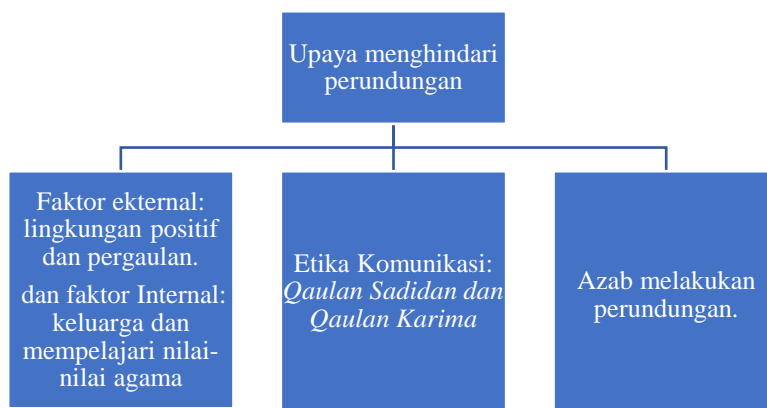 Upaya menghindari
perundungan
Faktor ekternal:
lingkungan positif
dan pergaulan.
dan faktor Internal:
keluarga dan
mempelajari nilai-
nilai agama
Etika Komunikasi:
Qaulan Sadidan dan
Qaulan Karima
Azab melakukan
perundungan.